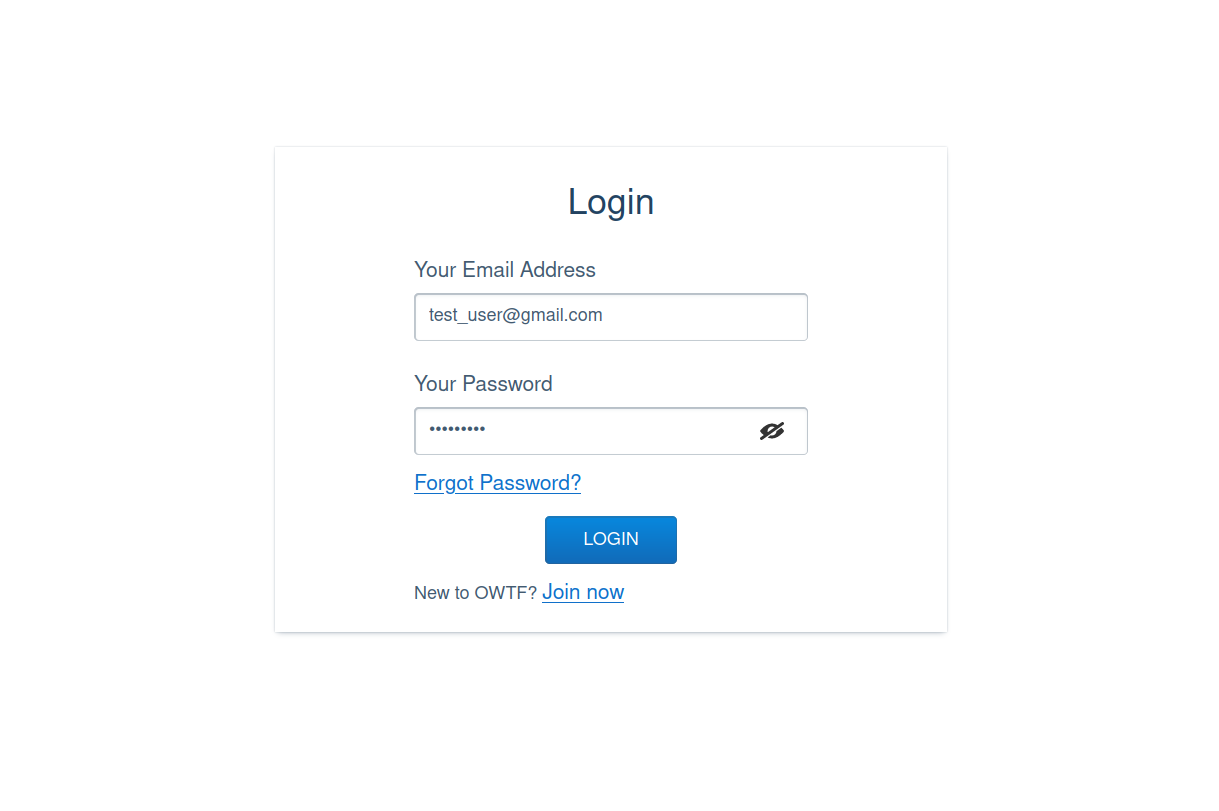 Login
Your Email Address
test_user@gmail.com
Your Password
•••••••••
Forgot Password?
LOGIN
New to OWTF? Join now